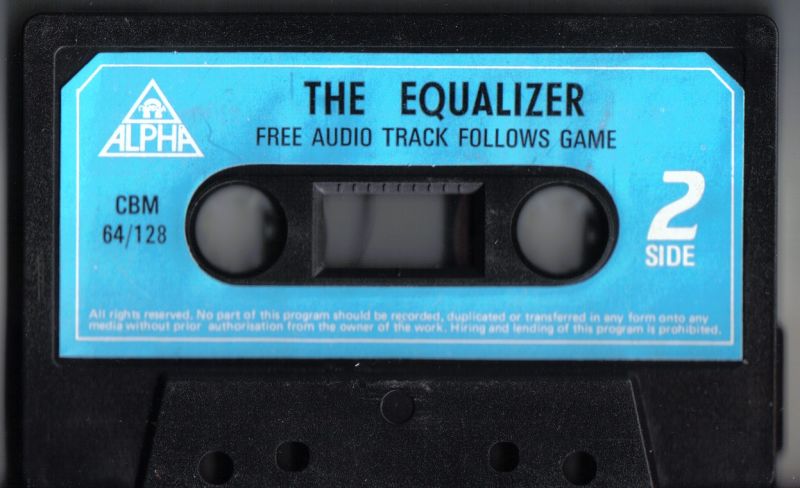 THE EQUALIZER
FREE AUDIO TRACK FOLLOWS GAME
ALPHA
CBM
64/128
2
SIDE
All rights reserved. No part of this program should be recorded, duplicated or transferred in any form onto any
media without prior authorisation from the owner of the work. Hiring and lending of this program is prohibited.